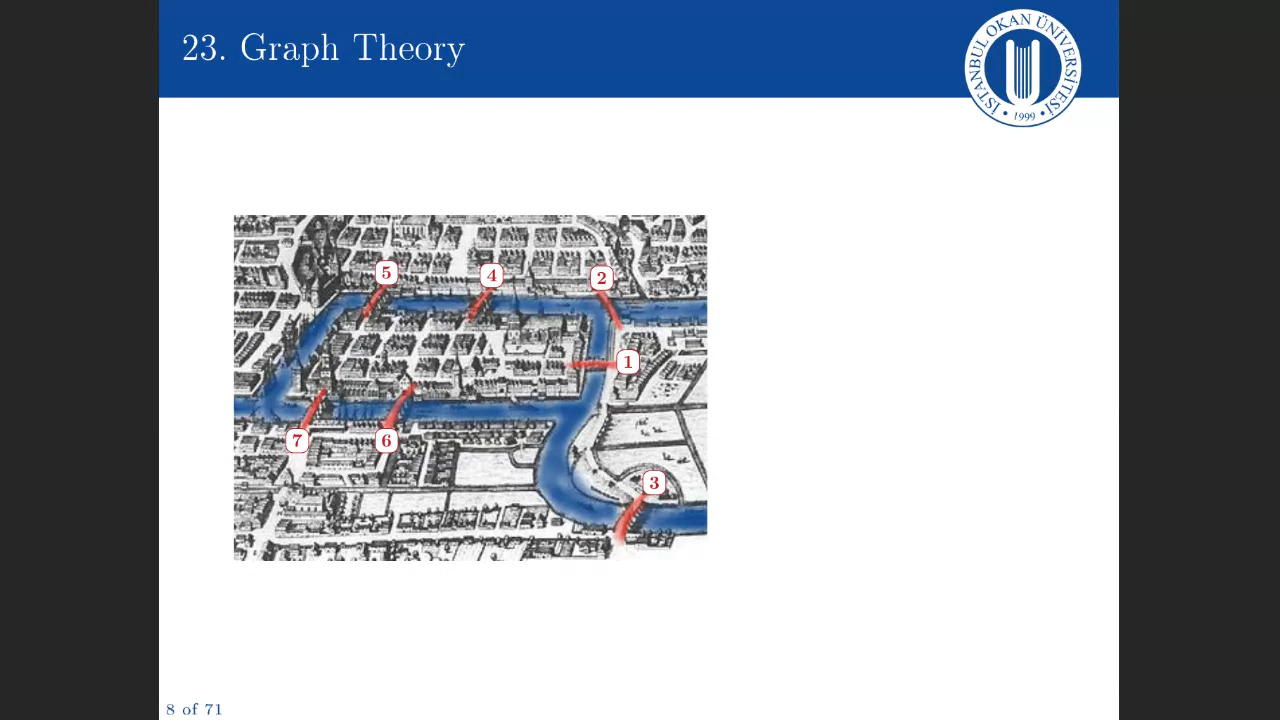 23. Graph Theory
İSTANBUL OKAN ÜNİVERSİTESİ
• 1999 •
5
4
2
1
7
6
3
8 of 71